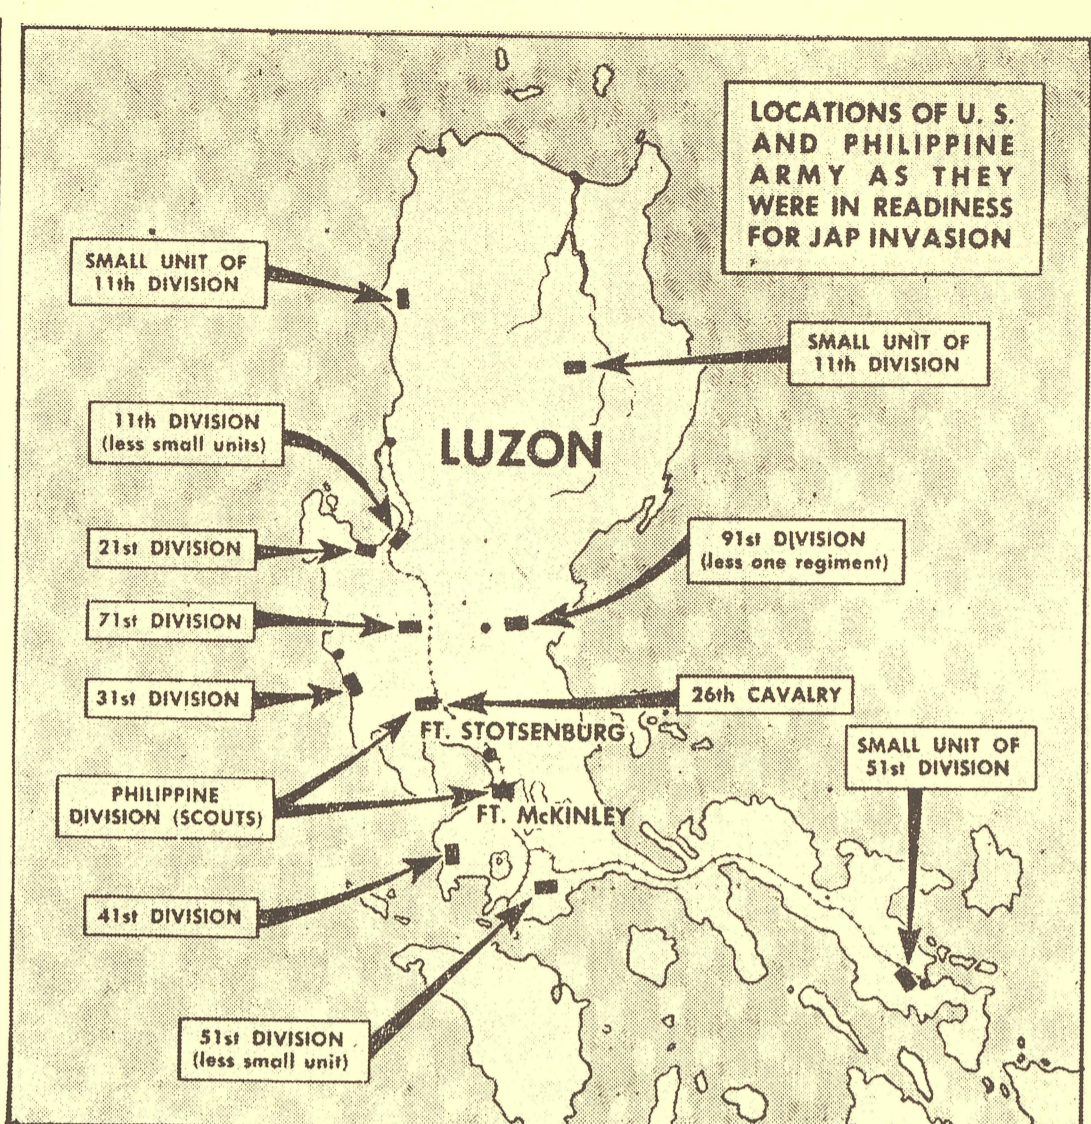 LOCATIONS OF U. S.
AND PHILIPPINE
ARMY AS THEY
WERE IN READINESS
FOR JAP INVASION
SMALL UNIT OF
11th DIVISION
SMALL UNIT OF
11th DIVISION
11th DIVISION
(less small units)
LUZON
21st DIVISION
91st DIVISION
(less one regiment)
71st DIVISION
31st DIVISION
26th CAVALRY
FT. STOTSENBURG
SMALL UNIT OF
51st DIVISION
PHILIPPINE
DIVISION (SCOUTS)
FT. McKINLEY
41st DIVISION
51st DIVISION
(less small unit)